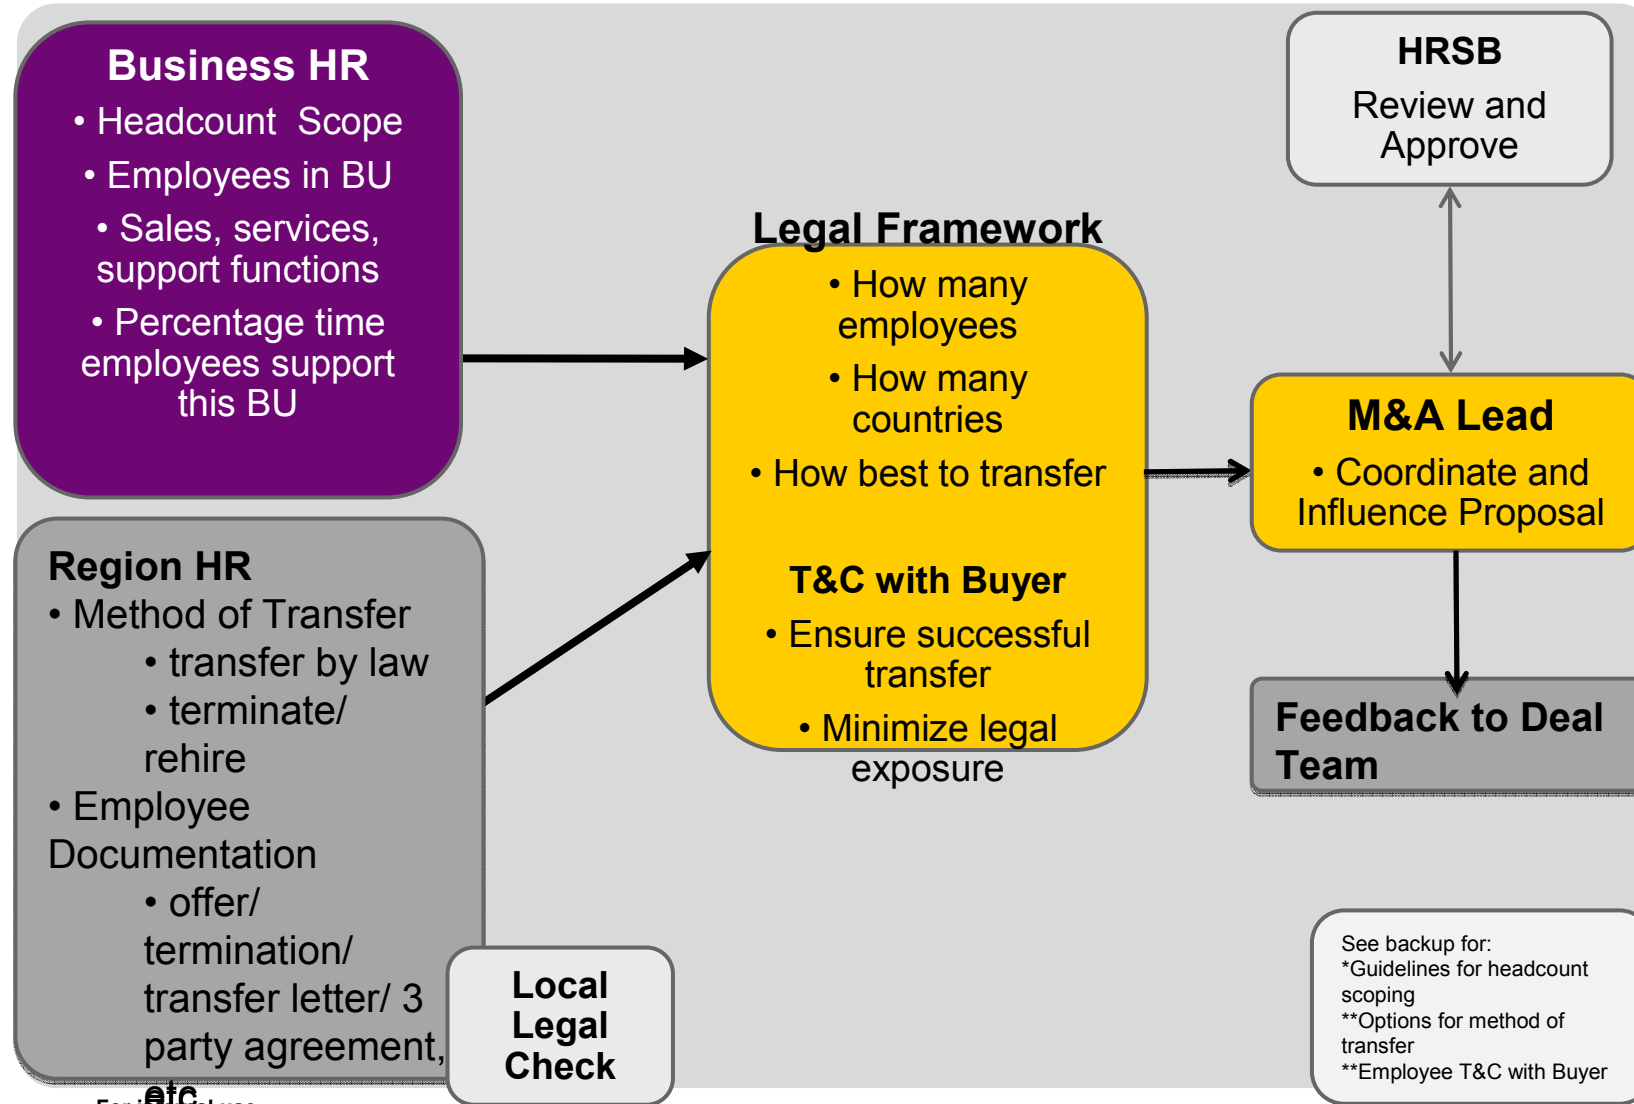 Business HR
• Headcount Scope
• Employees in BU
• Sales, services,
support functions
• Percentage time
employees support
this BU
Region HR
• Method of Transfer
• transfer by law
• terminate/
rehire
• Employee
Documentation
• offer/
termination/
transfer letter/ 3
party agreement,
etc
Local
Legal
Check
Legal Framework
• How many
employees
• How many
countries
• How best to transfer
T&C with Buyer
• Ensure successful
transfer
• Minimize legal
exposure
HRSB
Review and
Approve
M&A Lead
• Coordinate and
Influence Proposal
Feedback to Deal
Team
See backup for:
*Guidelines for headcount
scoping
**Options for method of
transfer
**Employee T&C with Buyer
For